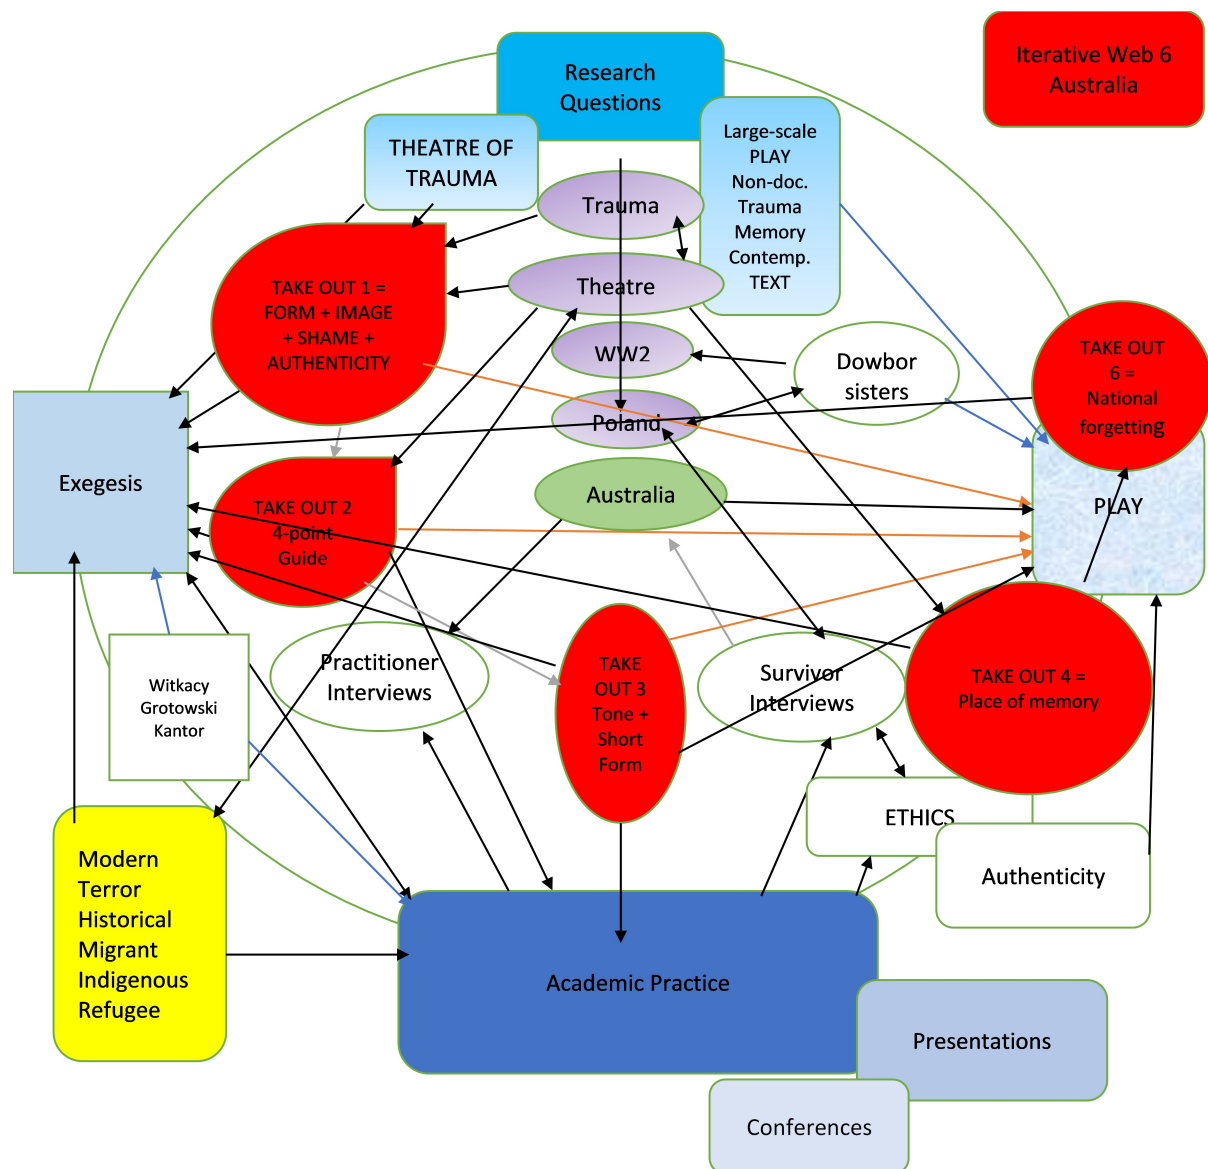 Iterative Web 6
Australia
Research
Questions
THEATRE OF
TRAUMA
Large-scale
PLAY
Non-doc.
Trauma
Memory
Contemp.
TEXT
Trauma
Theatre
WW2
Poland
Australia
Dowbor
sisters
TAKE OUT 1 =
FORM + IMAGE
+ SHAME +
AUTHENTICITY
TAKE OUT
6 =
National
forgetting
Exegesis
TAKE OUT 2
4-point
Guide
PLAY
Practitioner
Interviews
TAKE
OUT 3
Tone +
Short
Form
Survivor
Interviews
TAKE OUT 4 =
Place of memory
Witkacy
Grotowski
Kantor
ETHICS
Authenticity
Modern
Terror
Historical
Migrant
Indigenous
Refugee
Academic Practice
Presentations
Conferences